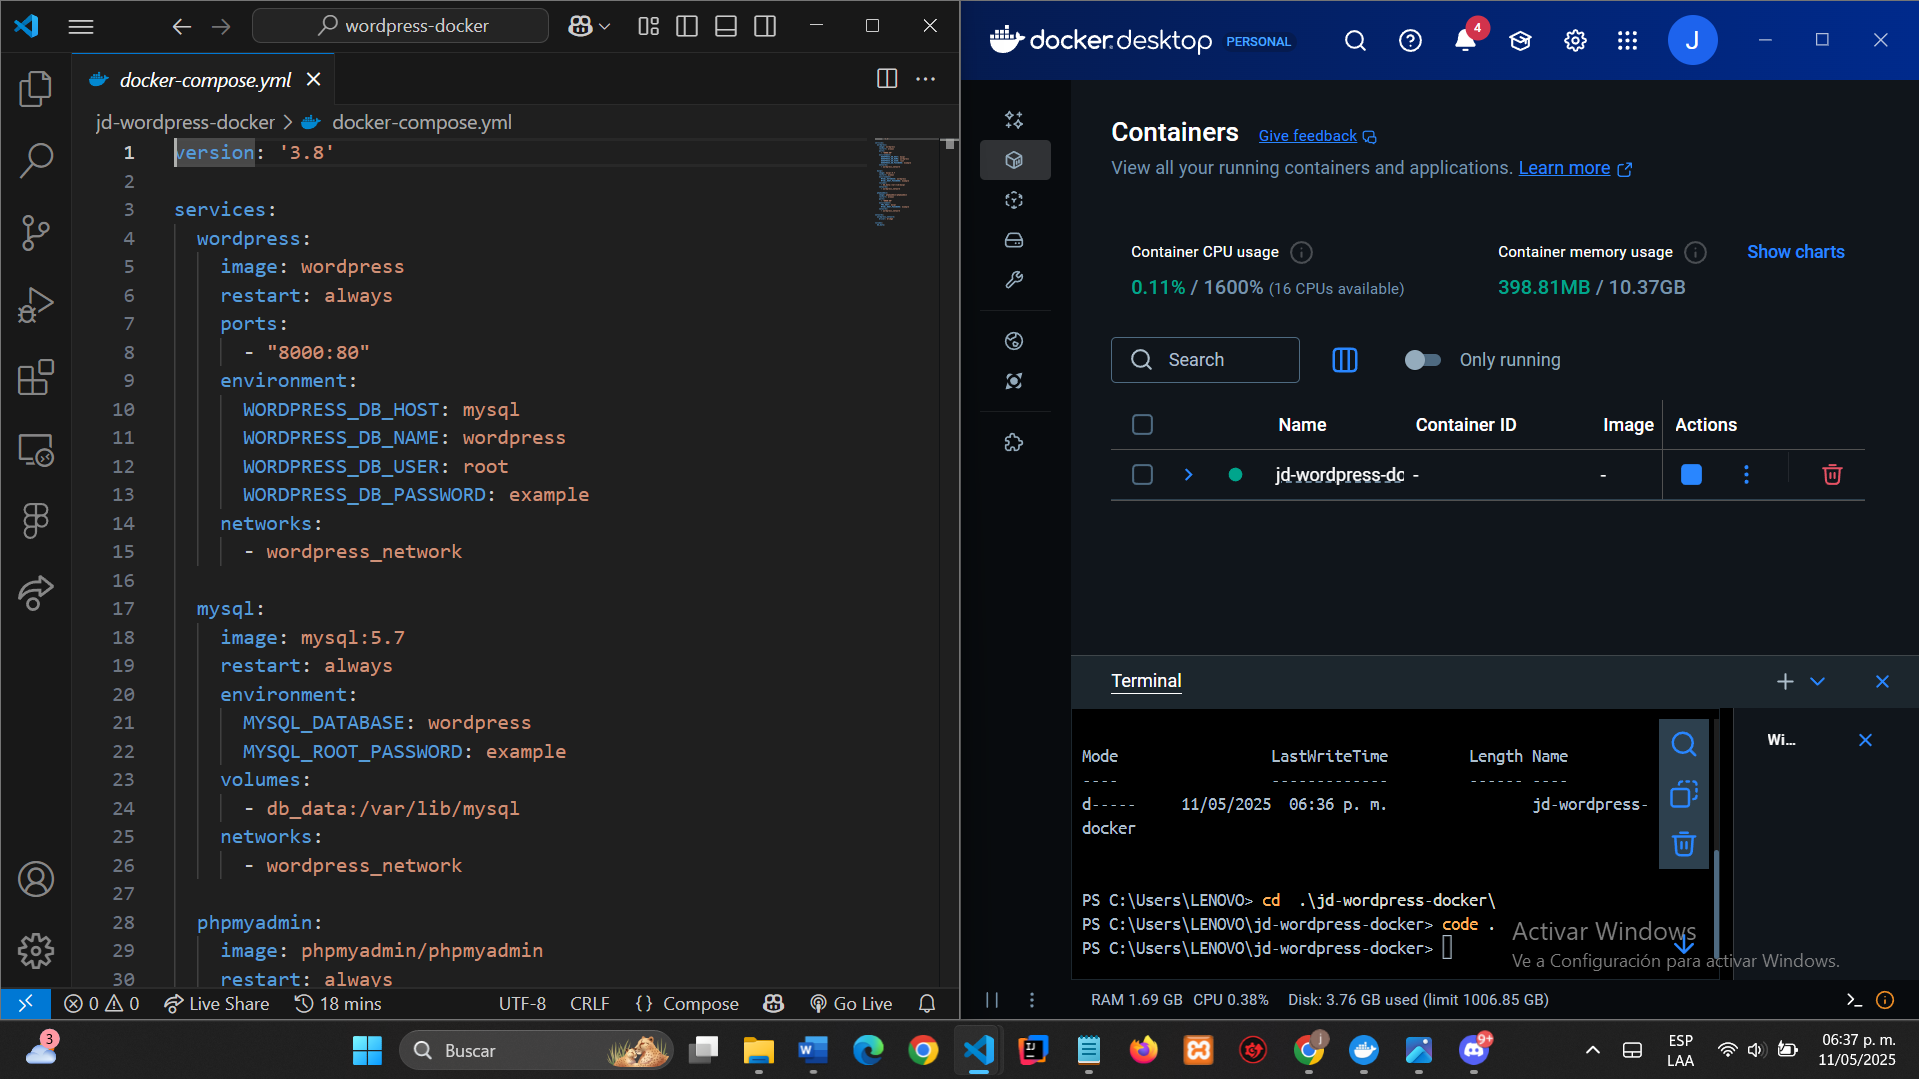 wordpress-docker
docker-compose.yml
jd-wordpress-docker > docker-compose.yml
1 version: '3.8'
2
3 services:
4 wordpress:
5 image: wordpress
6 restart: always
7 ports:
8 - "8000:80"
9 environment:
10 WORDPRESS_DB_HOST: mysql
11 WORDPRESS_DB_NAME: wordpress
12 WORDPRESS_DB_USER: root
13 WORDPRESS_DB_PASSWORD: example
14 networks:
15 - wordpress_network
16
17 mysql:
18 image: mysql:5.7
19 restart: always
20 environment:
21 MYSQL_DATABASE: wordpress
22 MYSQL_ROOT_PASSWORD: example
23 volumes:
24 - db_data:/var/lib/mysql
25 networks:
26 - wordpress_network
27
28 phpmyadmin:
29 image: phpmyadmin/phpmyadmin
30 restart: always
0 0 Live Share 18 mins UTF-8 CRLF {} Compose Go Live
docker.desktop PERSONAL 4 J
Containers Give feedback
View all your running containers and applications. Learn more
Container CPU usage
0.11% / 1600% (16 CPUs available)
Container memory usage
398.81MB / 10.37GB
Show charts
Search Only running
Name Container ID Image Actions
jd-wordpress-dc - -
Terminal
Wi...
Mode LastWriteTime Length Name
---- ------------- ------ ----
d----- 11/05/2025 06:36 p. m. jd-wordpress-
docker
PS C:\Users\LENOVO> cd .\jd-wordpress-docker\
PS C:\Users\LENOVO\jd-wordpress-docker> code .
PS C:\Users\LENOVO\jd-wordpress-docker>
Activar Windows
Ve a Configuración para activar Windows.
RAM 1.69 GB CPU 0.38% Disk: 3.76 GB used (limit 1006.85 GB)
3
Buscar
IJ
j
9+
ESP
LAA
06:37 p. m.
11/05/2025